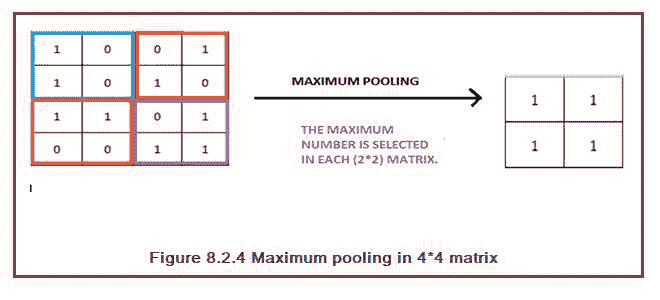 1 0 0 1
1 0 1 0
1 1 0 1
0 0 1 1
MAXIMUM POOLING
THE MAXIMUM
NUMBER IS SELECTED
IN EACH (2*2) MATRIX.
1 1
1 1
Figure 8.2.4 Maximum pooling in 4*4 matrix